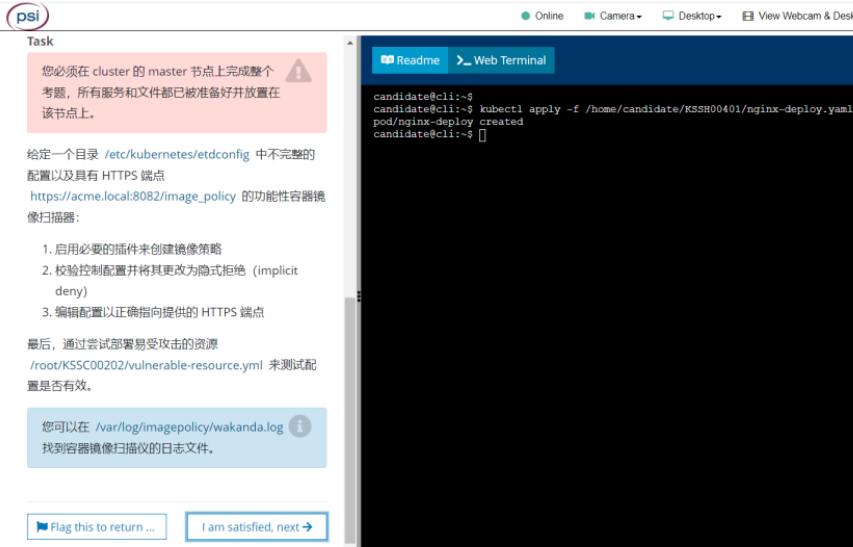 psi
Online
Camera
Desktop
View Webcam & Desk
Task
您必须在 cluster 的 master 节点上完成整个
考题，所有服务和文件都已被准备好并放置在
该节点上。
给定一个目录 /etc/kubernetes/etdconfig 中不完整的
配置以及具有 HTTPS 端点
https://acme.local:8082/image_policy 的功能性容器镜
像扫描器：
1. 启用必要的插件来创建镜像策略
2. 校验控制配置并将其更改为隐式拒绝（implicit
deny）
3. 编辑配置以正确指向提供的 HTTPS 端点
最后，通过尝试部署易受攻击的资源
/root/KSSC00202/vulnerable-resource.yml 来测试配
置是否有效。
您可以在 /var/log/imagepolicy/wakanda.log
找到容器镜像扫描仪的日志文件。
Flag this to return ...
I am satisfied, next
Readme
Web Terminal
candidate@cli:~$
candidate@cli:~$ kubectl apply -f /home/candidate/KSSH00401/nginx-deploy.yaml
pod/nginx-deploy created
candidate@cli:~$